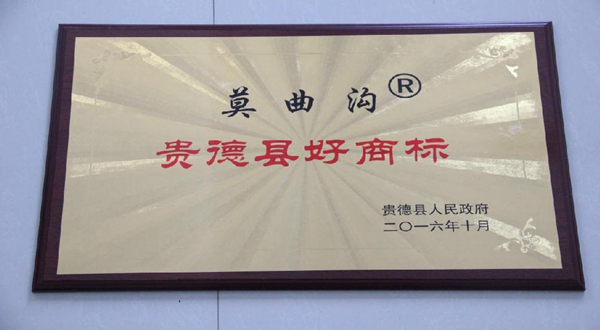 莫曲沟®
贵德县好商标
贵德县人民政府
二〇一六年十月